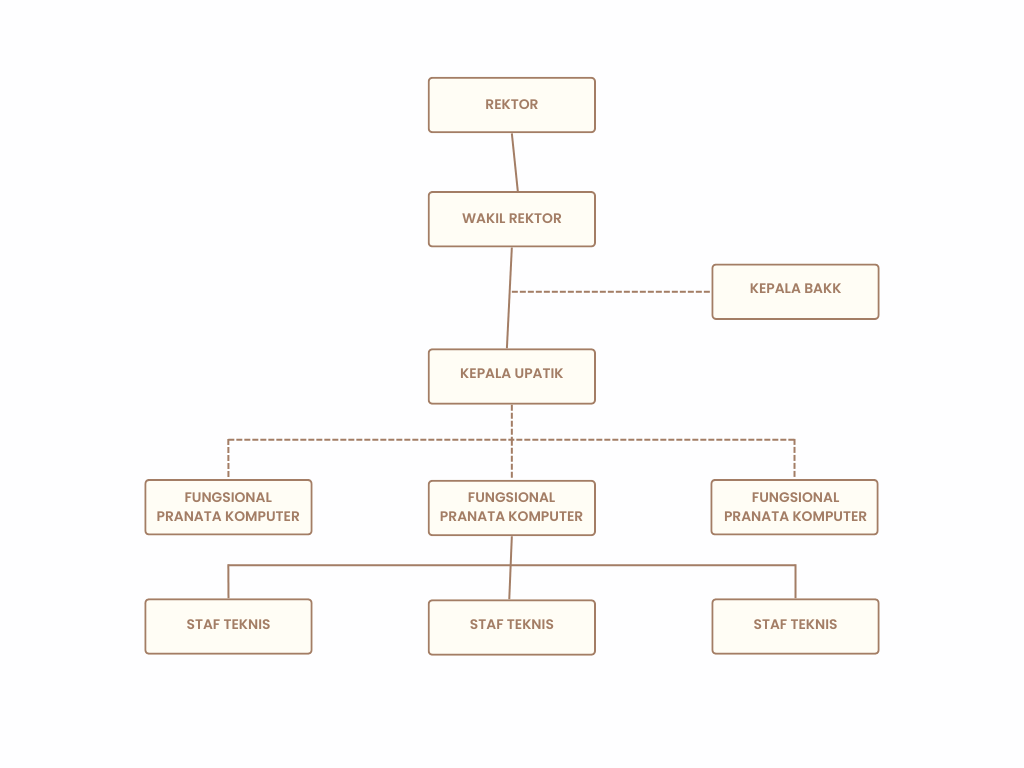 REKTOR
WAKIL REKTOR
KEPALA BAKK
KEPALA UPATIK
FUNGSIONAL
PRANATA KOMPUTER
FUNGSIONAL
PRANATA KOMPUTER
FUNGSIONAL
PRANATA KOMPUTER
STAF TEKNIS
STAF TEKNIS
STAF TEKNIS